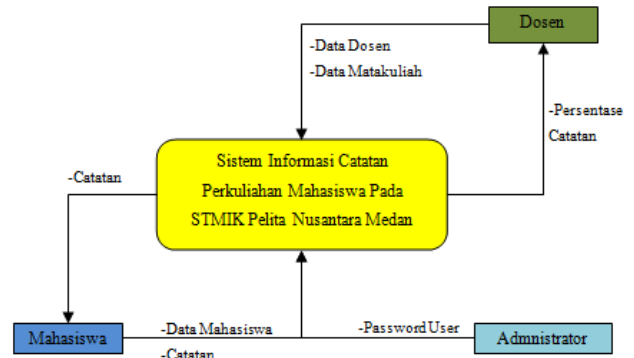 Dosen
-Data Dosen
-Data Matakuliah
-Persentase
Catatan
Sistem Informasi Catatan
Perkuliahan Mahasiswa Pada
STMIK Pelita Nusantara Medan
-Catatan
Mahasiswa
-Data Mahasiswa
-Catatan
-Password User
Admnistrator